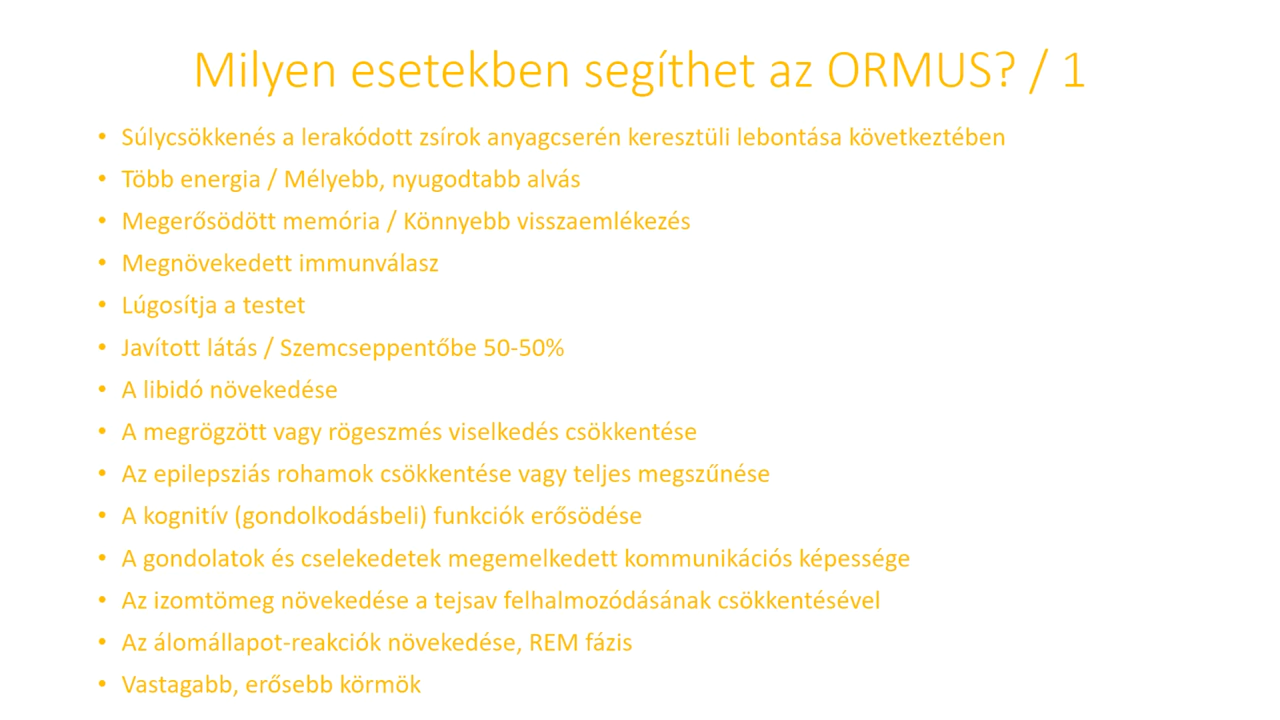 Milyen esetekben segíthet az ORMUS? / 1
• Súlycsökkenés a lerakódott zsírok anyagcserén keresztüli lebontása következtében
• Több energia / Mélyebb, nyugodtabb alvás
• Megerősödött memória / Könnyebb visszaemlékezés
• Megnövekedett immunválasz
• Lúgosítja a testet
• Javított látás / Szemcseppentőbe 50-50%
• A libidó növekedése
• A megrögzött vagy rögeszmés viselkedés csökkentése
• Az epilepsziás rohamok csökkentése vagy teljes megszűnése
• A kognitív (gondolkodásbeli) funkciók erősödése
• A gondolatok és cselekedetek megemelkedett kommunikációs képessége
• Az izomtömeg növekedése a tejsav felhalmozódásának csökkentésével
• Az álomállapot-reakciók növekedése, REM fázis
• Vastagabb, erősebb körmök